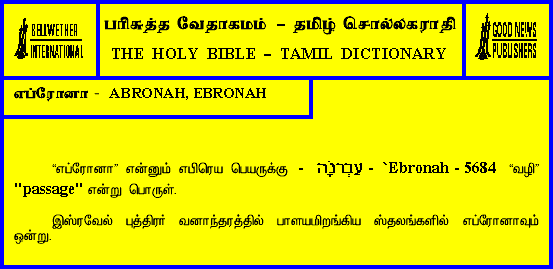 BELLWETHER
INTERNATIONAL
பரிசுத்த வேதாகமம் – தமிழ் சொல்லகராதி
THE HOLY BIBLE – TAMIL DICTIONARY
GOOD NEWS
PUBLISHERS
எப்ரோனா - ABRONAH, EBRONAH
“எப்ரோனா” என்னும் எபிரெய பெயருக்கு - עַבְרֹנָה - `Ebronah - 5684 “வழி”
"passage" என்று பொருள்.
இஸ்ரவேல் புத்திரர் வனாந்தரத்தில் பாளயமிறங்கிய ஸ்தலங்களில் எப்ரோனாவும்
ஒன்று.